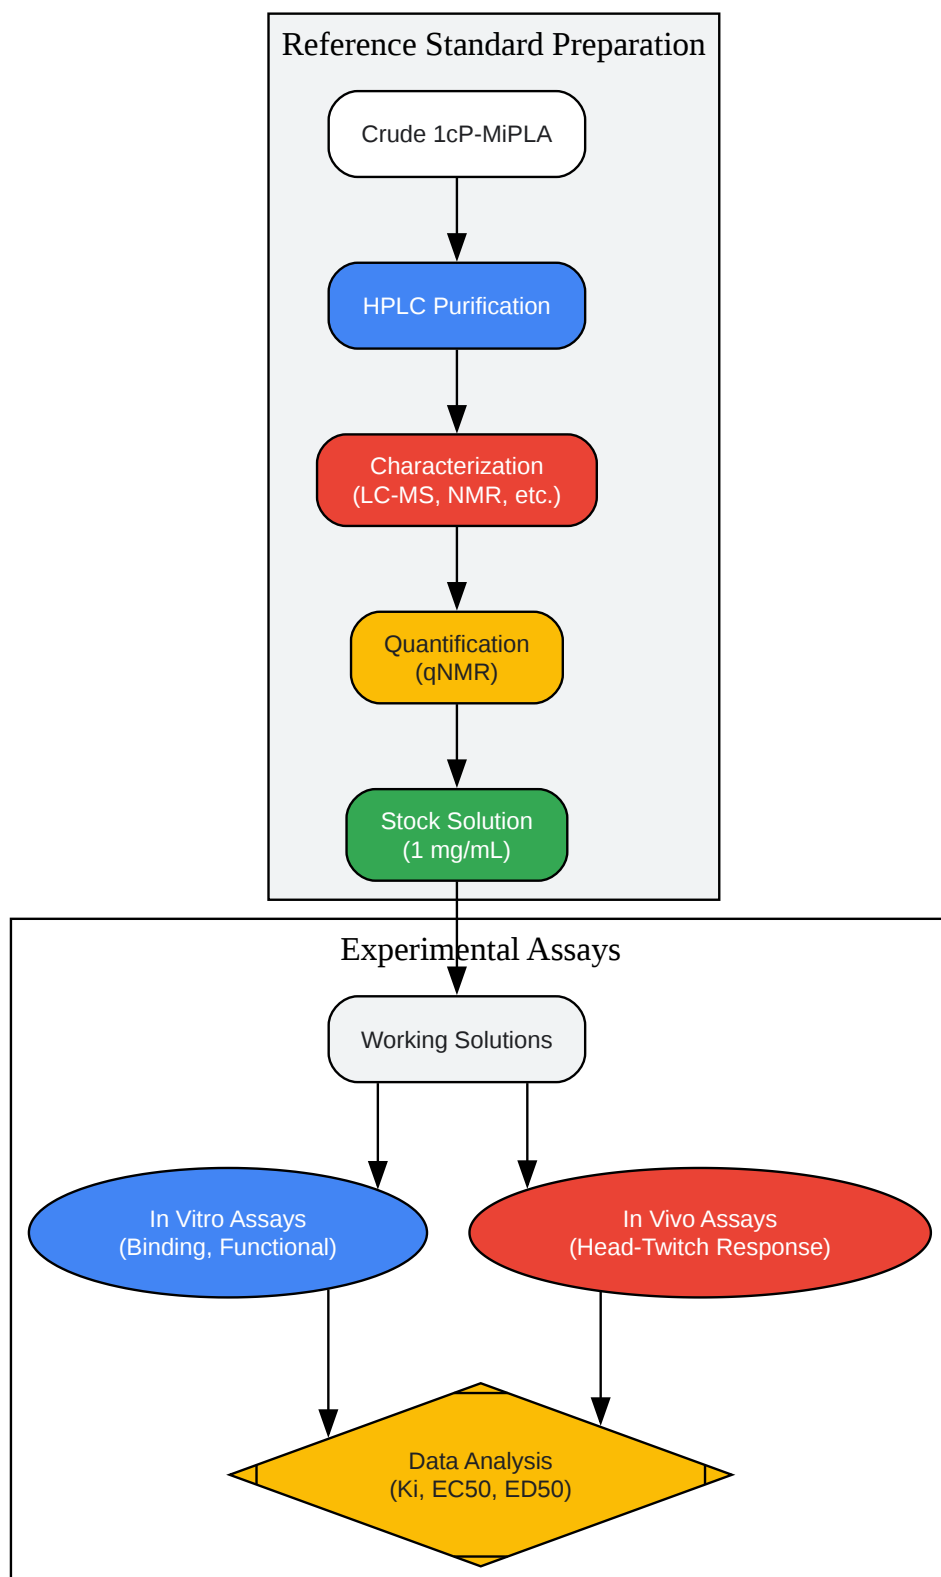 Reference Standard Preparation
Crude 1cP-MiPLA
HPLC Purification
Characterization
(LC-MS, NMR, etc.)
Quantification
(qNMR)
Stock Solution
(1 mg/mL)
Experimental Assays
Working Solutions
In Vitro Assays
(Binding, Functional)
In Vivo Assays
(Head-Twitch Response)
Data Analysis
(Ki, EC50, ED50)